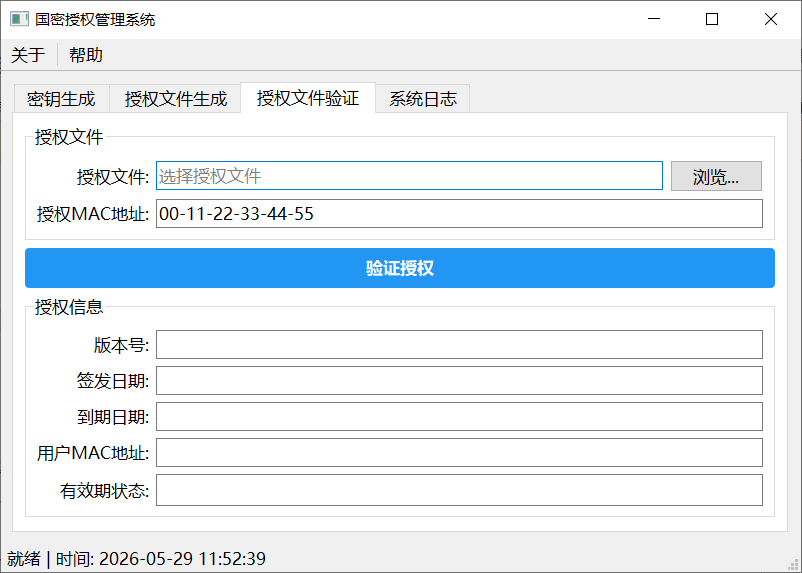 国密授权管理系统
关于 帮助
密钥生成 授权文件生成 授权文件验证 系统日志
授权文件
授权文件: 选择授权文件 浏览...
授权MAC地址: 00-11-22-33-44-55
验证授权
授权信息
版本号:
签发日期:
到期日期:
用户MAC地址:
有效期状态:
就绪 | 时间: 2026-05-29 11:52:39